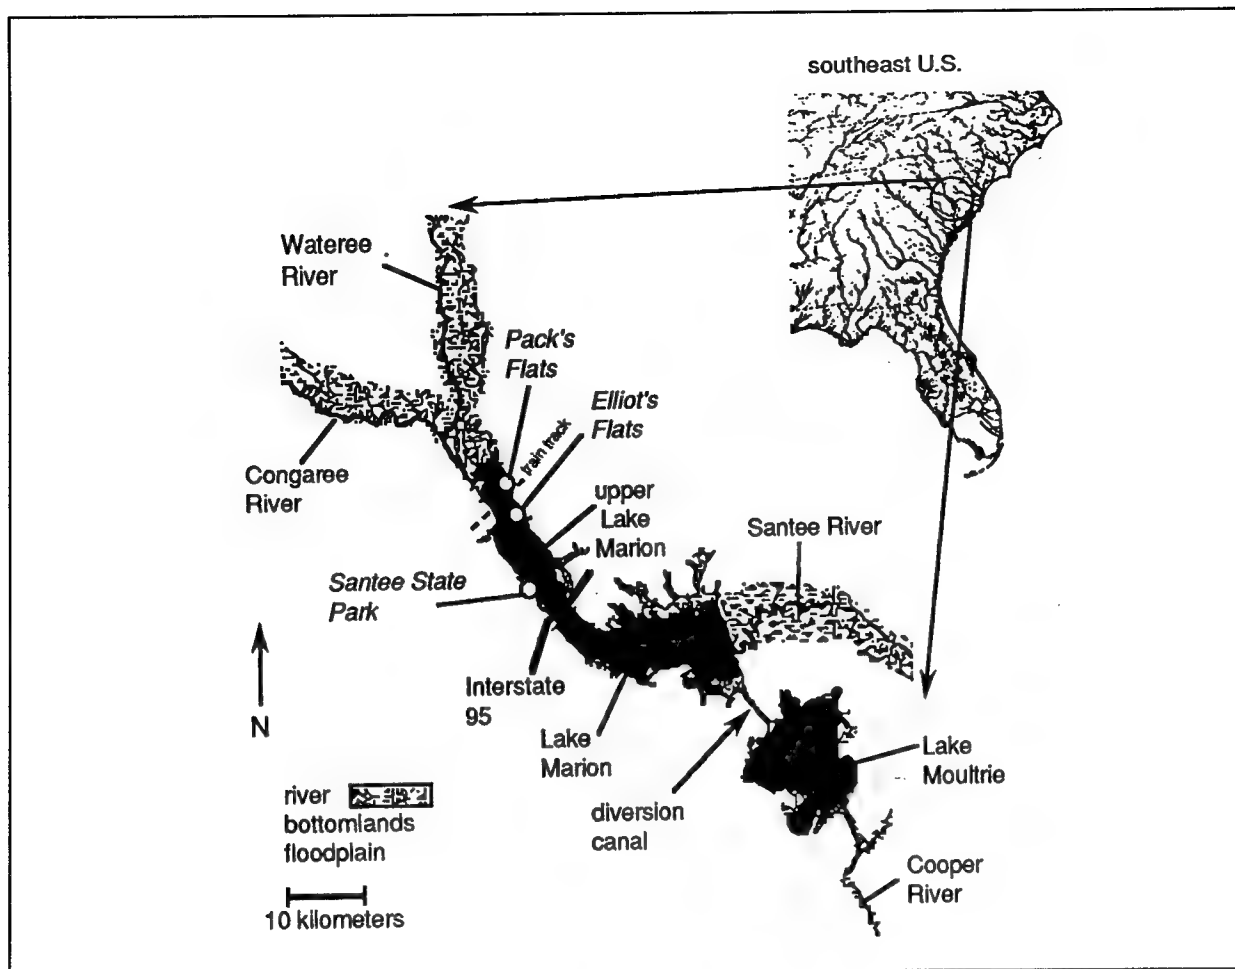 southeast U.S.
Wateree
River
Pack's
Flats
Elliot's
Flats
train track
Congaree
River
upper
Lake
Marion
Santee River
Santee State
Park
Interstate
95
N
Lake
Marion
Lake
Moultrie
river
bottomlands
floodplain
diversion
canal
Cooper
River
10 kilometers